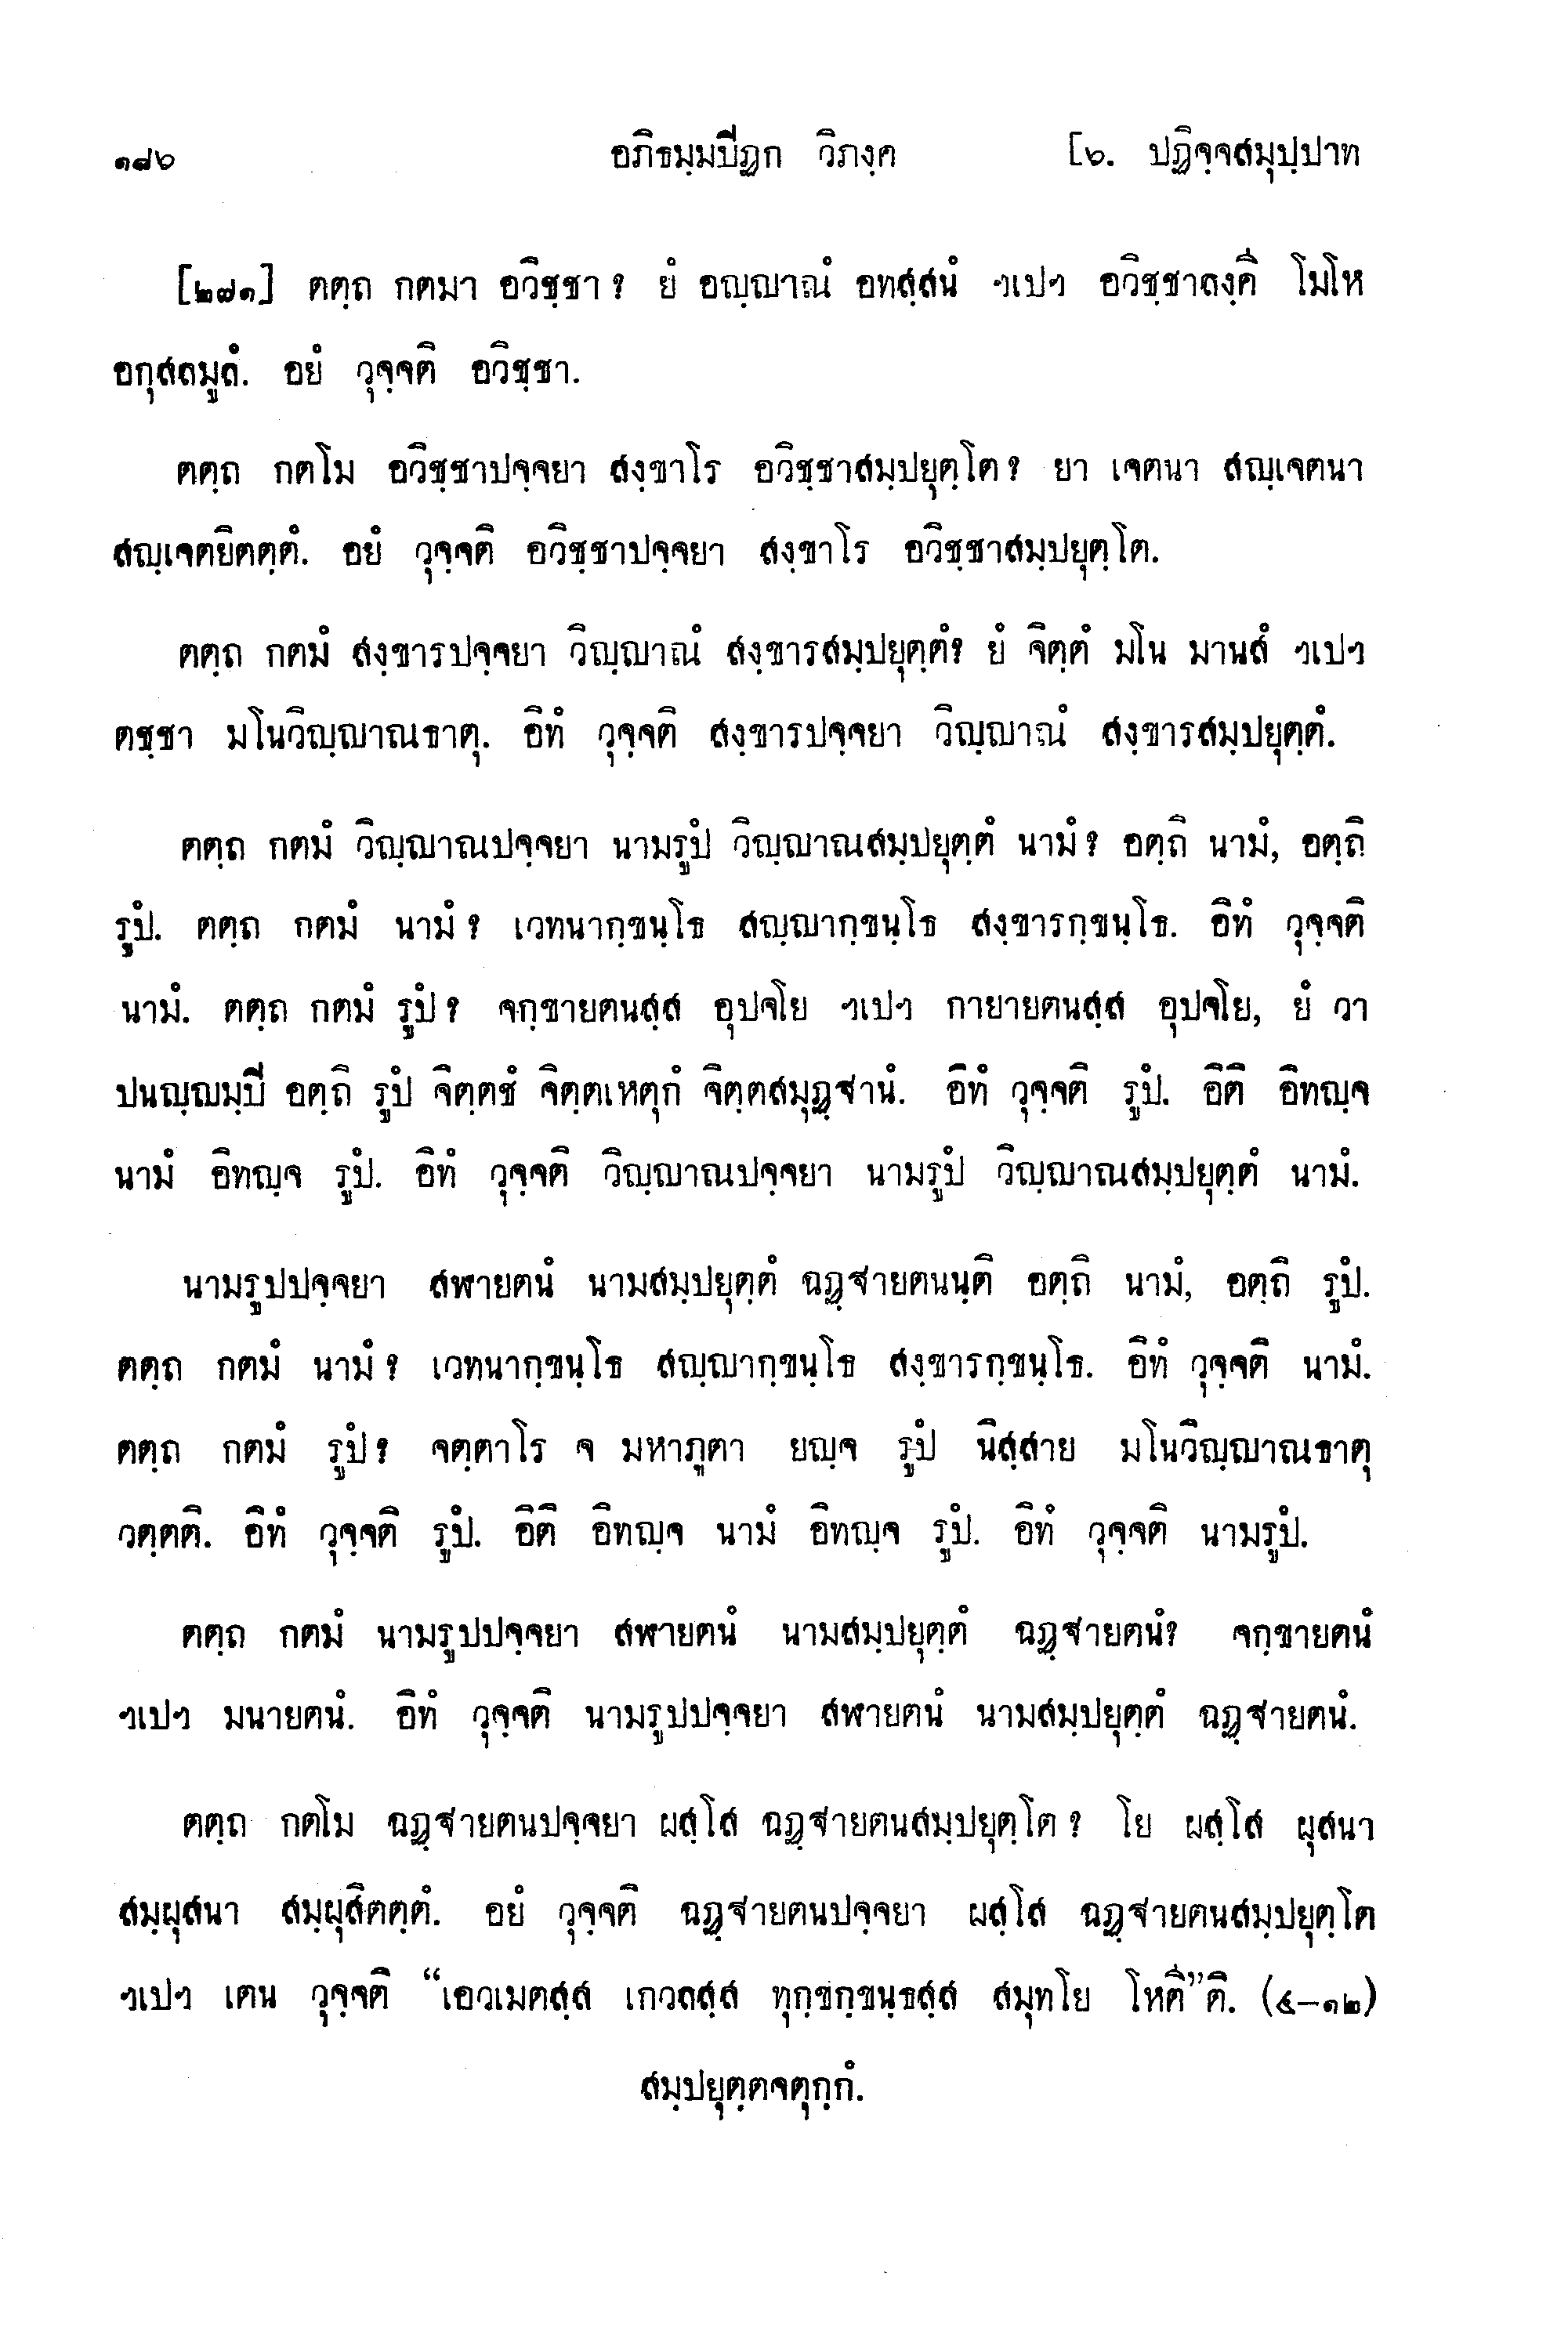 ๑๘๖ อภิธมฺมปีฏก วิภงฺค [๖. ปฏิจฺจสมุปฺปาท
[๒๗๑] ตตฺถ กตมา อวิชฺชา? ยํ อญฺญาณํ อทสฺสนํ ฯเปฯ อวิชฺชาลงฺคี โมโห
อกุสลมูลํ. อยํ วุจฺจติ อวิชฺชา.
ตตฺถ กตโม อวิชฺชาปจฺจยา สงฺขาโร อวิชฺชาสมฺปยุตฺโต? ยา เจตนา สญฺเจตนา
สญฺเจตยิตตฺตํ. อยํ วุจฺจติ อวิชฺชาปจฺจยา สงฺขาโร อวิชฺชาสมฺปยุตฺโต.
ตตฺถ กตมํ สงฺขารปจฺจยา วิญฺญาณํ สงฺขารสมฺปยุตฺตํ? ยํ จิตฺตํ มโน มานสํ ฯเปฯ
ตชฺชา มโนวิญฺญาณธาตุ. อิทํ วุจฺจติ สงฺขารปจฺจยา วิญฺญาณํ สงฺขารสมฺปยุตฺตํ.
ตตฺถ กตมํ วิญฺญาณปจฺจยา นามรูปํ วิญฺญาณสมฺปยุตฺตํ นามํ? อตฺถิ นามํ, อตฺถิ
รูปํ. ตตฺถ กตมํ นามํ? เวทนากฺขนฺโธ สญฺญากฺขนฺโธ สงฺขารกฺขนฺโธ. อิทํ วุจฺจติ
นามํ. ตตฺถ กตมํ รูปํ? จกฺขายตนสฺส อุปจโย ฯเปฯ กายายตนสฺส อุปจโย, ยํ วา
ปนญฺญมฺปิ อตฺถิ รูปํ จิตฺตชํ จิตฺตเหตุกํ จิตฺตสมุฏฺฐานํ. อิทํ วุจฺจติ รูปํ. อิติ อิทญฺจ
นามํ อิทญฺจ รูปํ. อิทํ วุจฺจติ วิญฺญาณปจฺจยา นามรูปํ วิญฺญาณสมฺปยุตฺตํ นามํ.
นามรูปปจฺจยา สฬายตนํ นามสมฺปยุตฺตํ ฉฏฺฐายตนนฺติ อตฺถิ นามํ, อตฺถิ รูปํ.
ตตฺถ กตมํ นามํ? เวทนากฺขนฺโธ สญฺญากฺขนฺโธ สงฺขารกฺขนฺโธ. อิทํ วุจฺจติ นามํ.
ตตฺถ กตมํ รูปํ? จตฺตาโร จ มหาภูตา ยญฺจ รูปํ นิสฺสาย มโนวิญฺญาณธาตุ
วตฺตติ. อิทํ วุจฺจติ รูปํ. อิติ อิทญฺจ นามํ อิทญฺจ รูปํ. อิทํ วุจฺจติ นามรูปํ.
ตตฺถ กตมํ นามรูปปจฺจยา สฬายตนํ นามสมฺปยุตฺตํ ฉฏฺฐายตนํ? จกฺขายตนํ
ฯเปฯ มนายตนํ. อิทํ วุจฺจติ นามรูปปจฺจยา สฬายตนํ นามสมฺปยุตฺตํ ฉฏฺฐายตนํ.
ตตฺถ กตโม ฉฏฺฐายตนปจฺจยา ผสฺโส ฉฏฺฐายตนสมฺปยุตฺโต? โย ผสฺโส ผุสนา
สมฺผุสนา สมฺผุสิตตฺตํ. อยํ วุจฺจติ ฉฏฺฐายตนปจฺจยา ผสฺโส ฉฏฺฐายตนสมฺปยุตฺโต
ฯเปฯ เตน วุจฺจติ “เอวเมตสฺส เกวลสฺส ทุกฺขกฺขนฺธสฺส สมุทโย โหตี”ติ. (๔-๑๒)
สมฺปยุตฺตจตุกฺกํ.